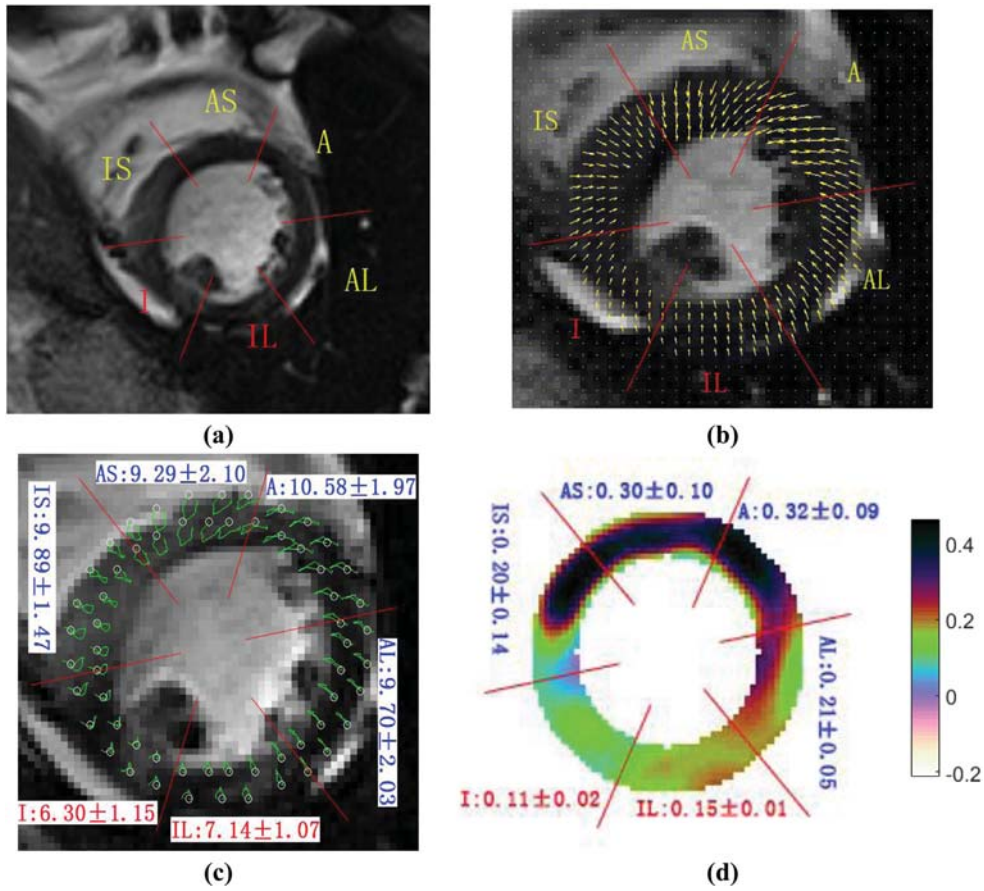 AS
A
IS
AL
I
IL
(a)
AS
A
IS
AL
I
IL
(b)
AS:9.29±2.10
A:10.58±1.97
IS:9.89±1.47
AL:9.70±2.03
I:6.30±1.15
IL:7.14±1.07
(c)
AS:0.30±0.10
A:0.32±0.09
IS:0.20±0.14
AL:0.21±0.05
I:0.11±0.02
IL:0.15±0.01
0.4
0.2
0
-0.2
(d)